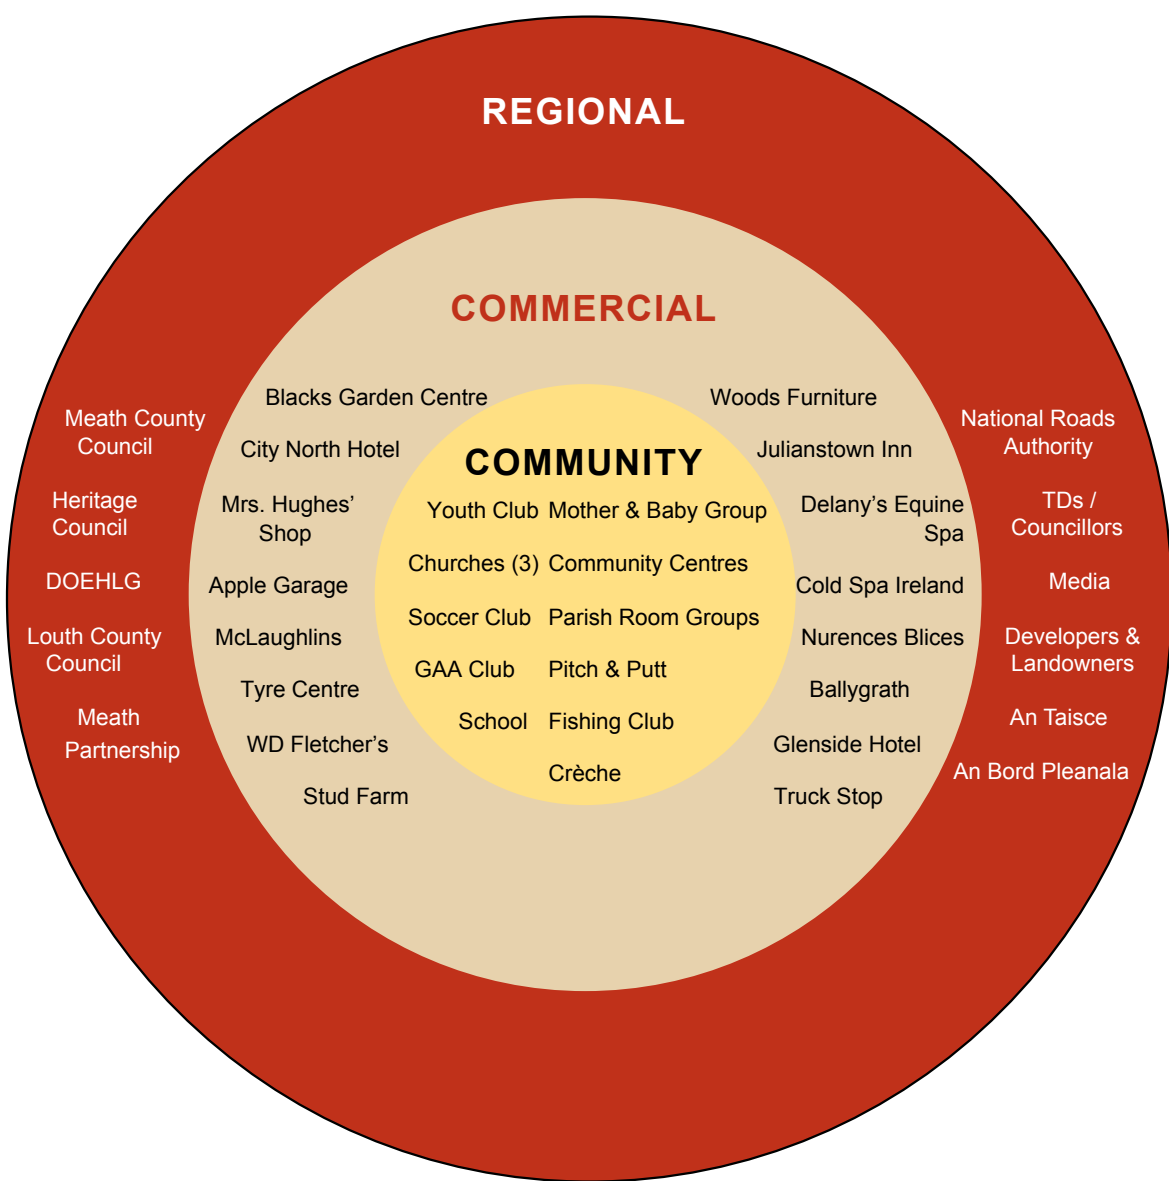 REGIONAL
COMMERCIAL
COMMUNITY
Meath County
Council
Heritage
Council
DOEHLG
Louth County
Council
Meath
Partnership
Blacks Garden Centre
City North Hotel
Mrs. Hughes’
Shop
Apple Garage
McLaughlins
Tyre Centre
WD Fletcher’s
Stud Farm
Youth Club
Churches (3)
Soccer Club
GAA Club
School
Mother & Baby Group
Community Centres
Parish Room Groups
Pitch & Putt
Fishing Club
Crèche
Woods Furniture
Julianstown Inn
Delany’s Equine
Spa
Cold Spa Ireland
Nurences Blices
Ballygrath
Glenside Hotel
Truck Stop
National Roads
Authority
TDs /
Councillors
Media
Developers &
Landowners
An Taisce
An Bord Pleanala